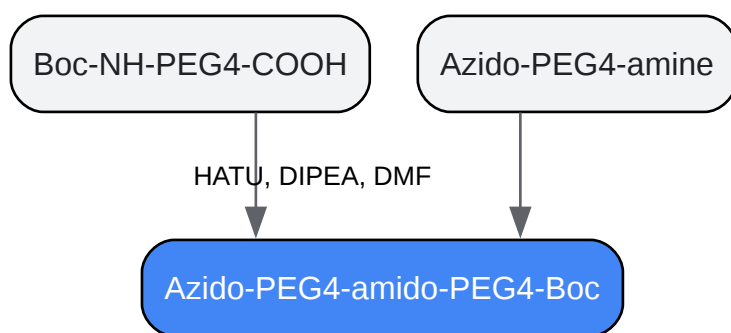 Boc-NH-PEG4-COOH
Azido-PEG4-amine
HATU, DIPEA, DMF
Azido-PEG4-amido-PEG4-Boc